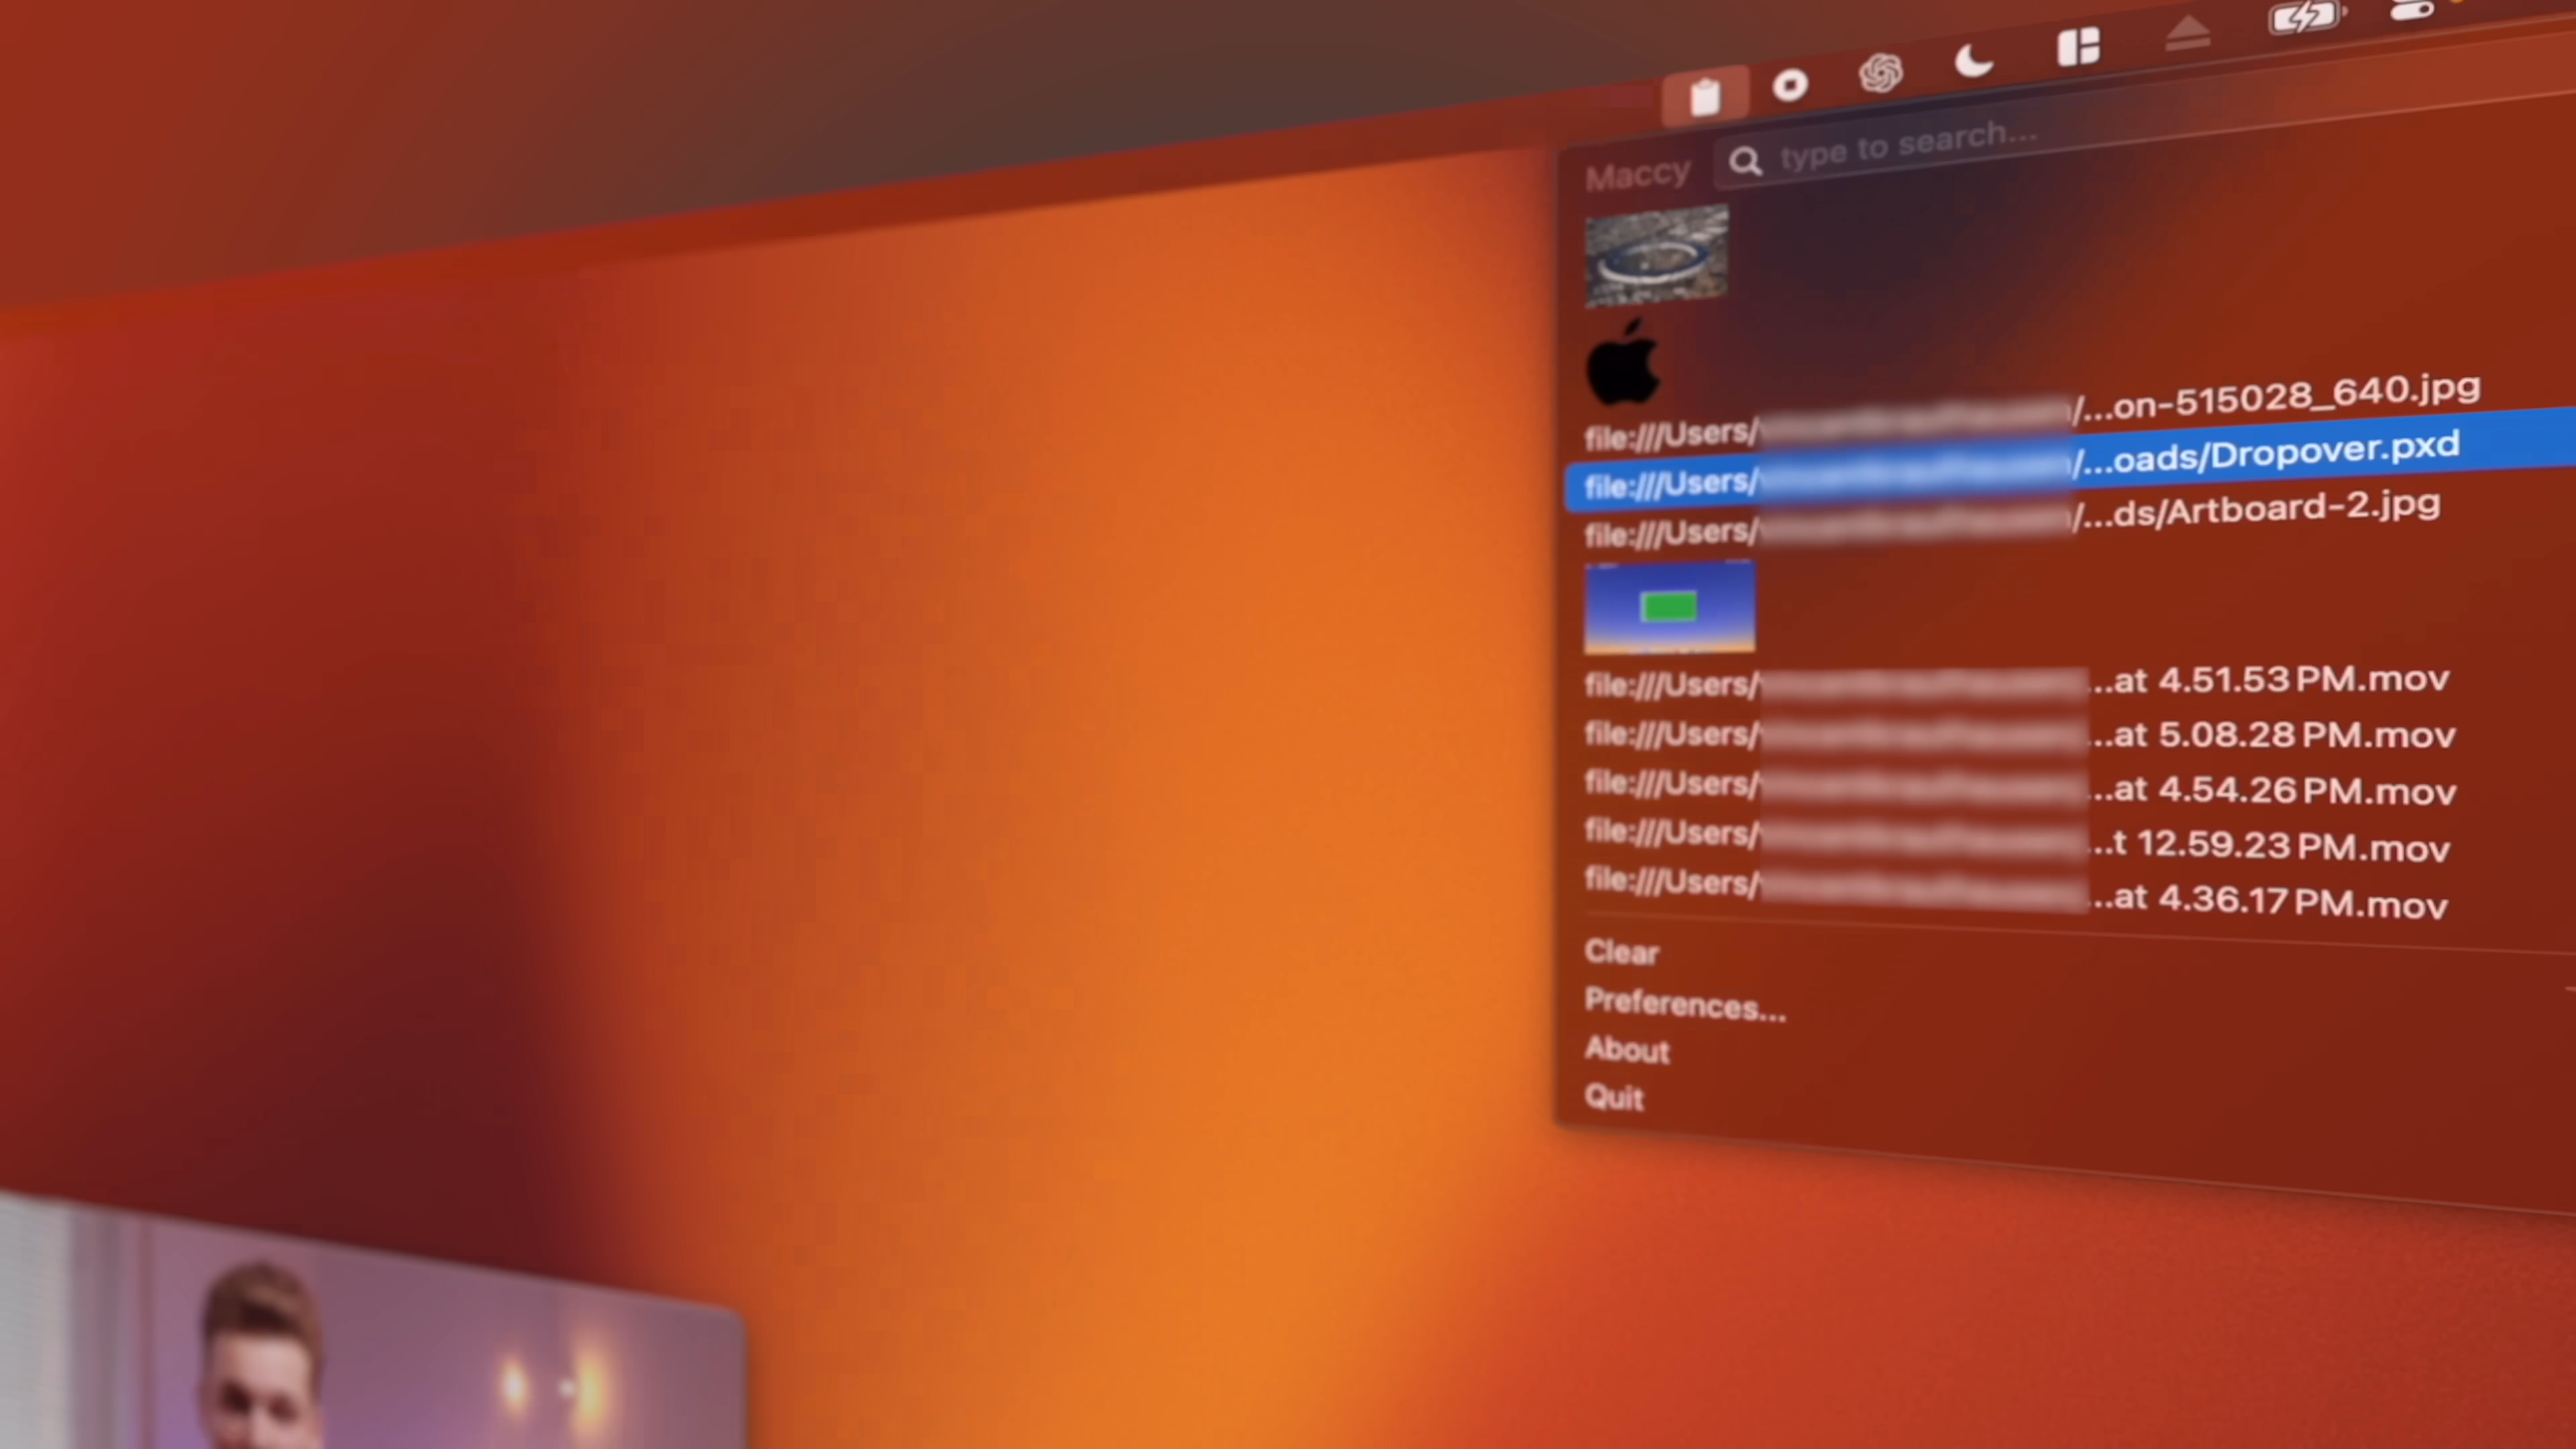 Maccy type to search...
file:///Users/ /...on-515028_640.jpg
file:///Users/ /...oads/Dropover.pxd
file:///Users/ /...ds/Artboard-2.jpg
file:///Users/ ...at 4.51.53 PM.mov
file:///Users/ ...at 5.08.28 PM.mov
file:///Users/ ...at 4.54.26 PM.mov
file:///Users/ ...t 12.59.23 PM.mov
file:///Users/ ...at 4.36.17 PM.mov
Clear
Preferences...
About
Quit